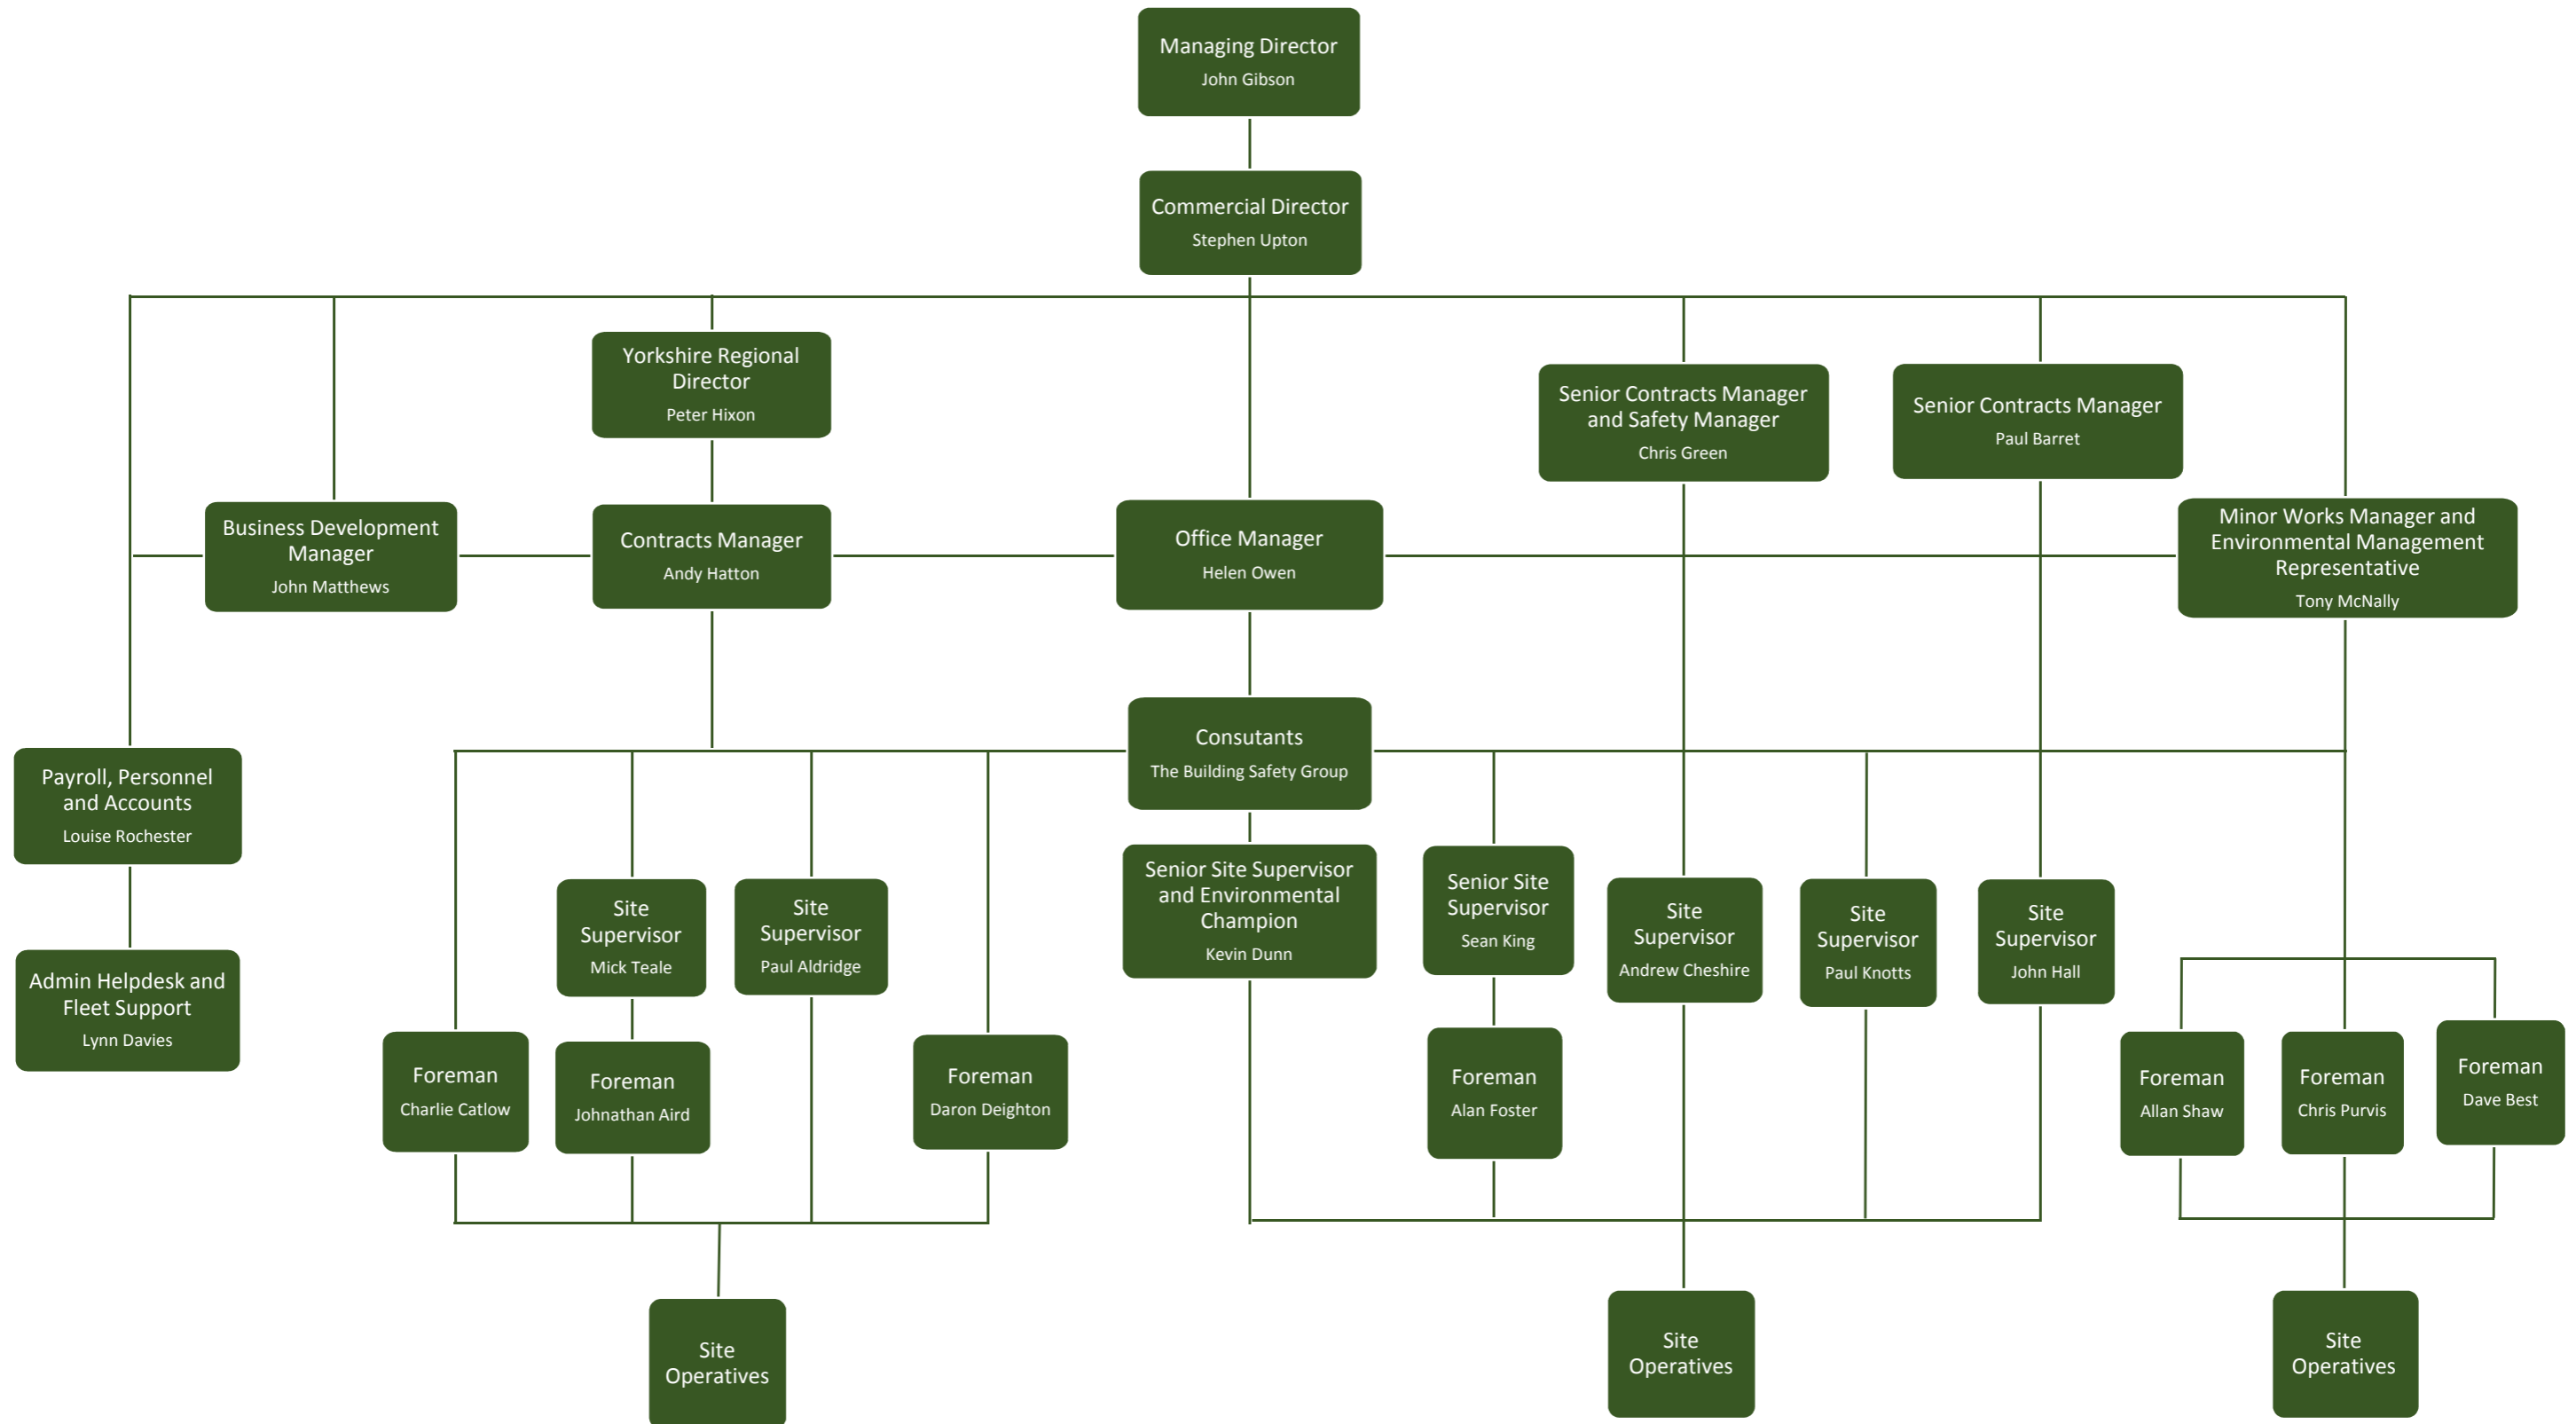 Managing Director
John Gibson
Commercial Director
Stephen Upton
Yorkshire Regional
Director
Peter Hixon
Senior Contracts Manager
and Safety Manager
Chris Green
Senior Contracts Manager
Paul Barret
Business Development
Manager
John Matthews
Contracts Manager
Andy Hatton
Office Manager
Helen Owen
Minor Works Manager and
Environmental Management
Representative
Tony McNally
Payroll, Personnel
and Accounts
Louise Rochester
Consutants
The Building Safety Group
Admin Helpdesk and
Fleet Support
Lynn Davies
Site
Supervisor
Mick Teale
Site
Supervisor
Paul Aldridge
Senior Site Supervisor
and Environmental
Champion
Kevin Dunn
Senior Site
Supervisor
Sean King
Site
Supervisor
Andrew Cheshire
Site
Supervisor
Paul Knotts
Site
Supervisor
John Hall
Foreman
Charlie Catlow
Foreman
Johnathan Aird
Foreman
Daron Deighton
Foreman
Alan Foster
Foreman
Allan Shaw
Foreman
Chris Purvis
Foreman
Dave Best
Site
Operatives
Site
Operatives
Site
Operatives